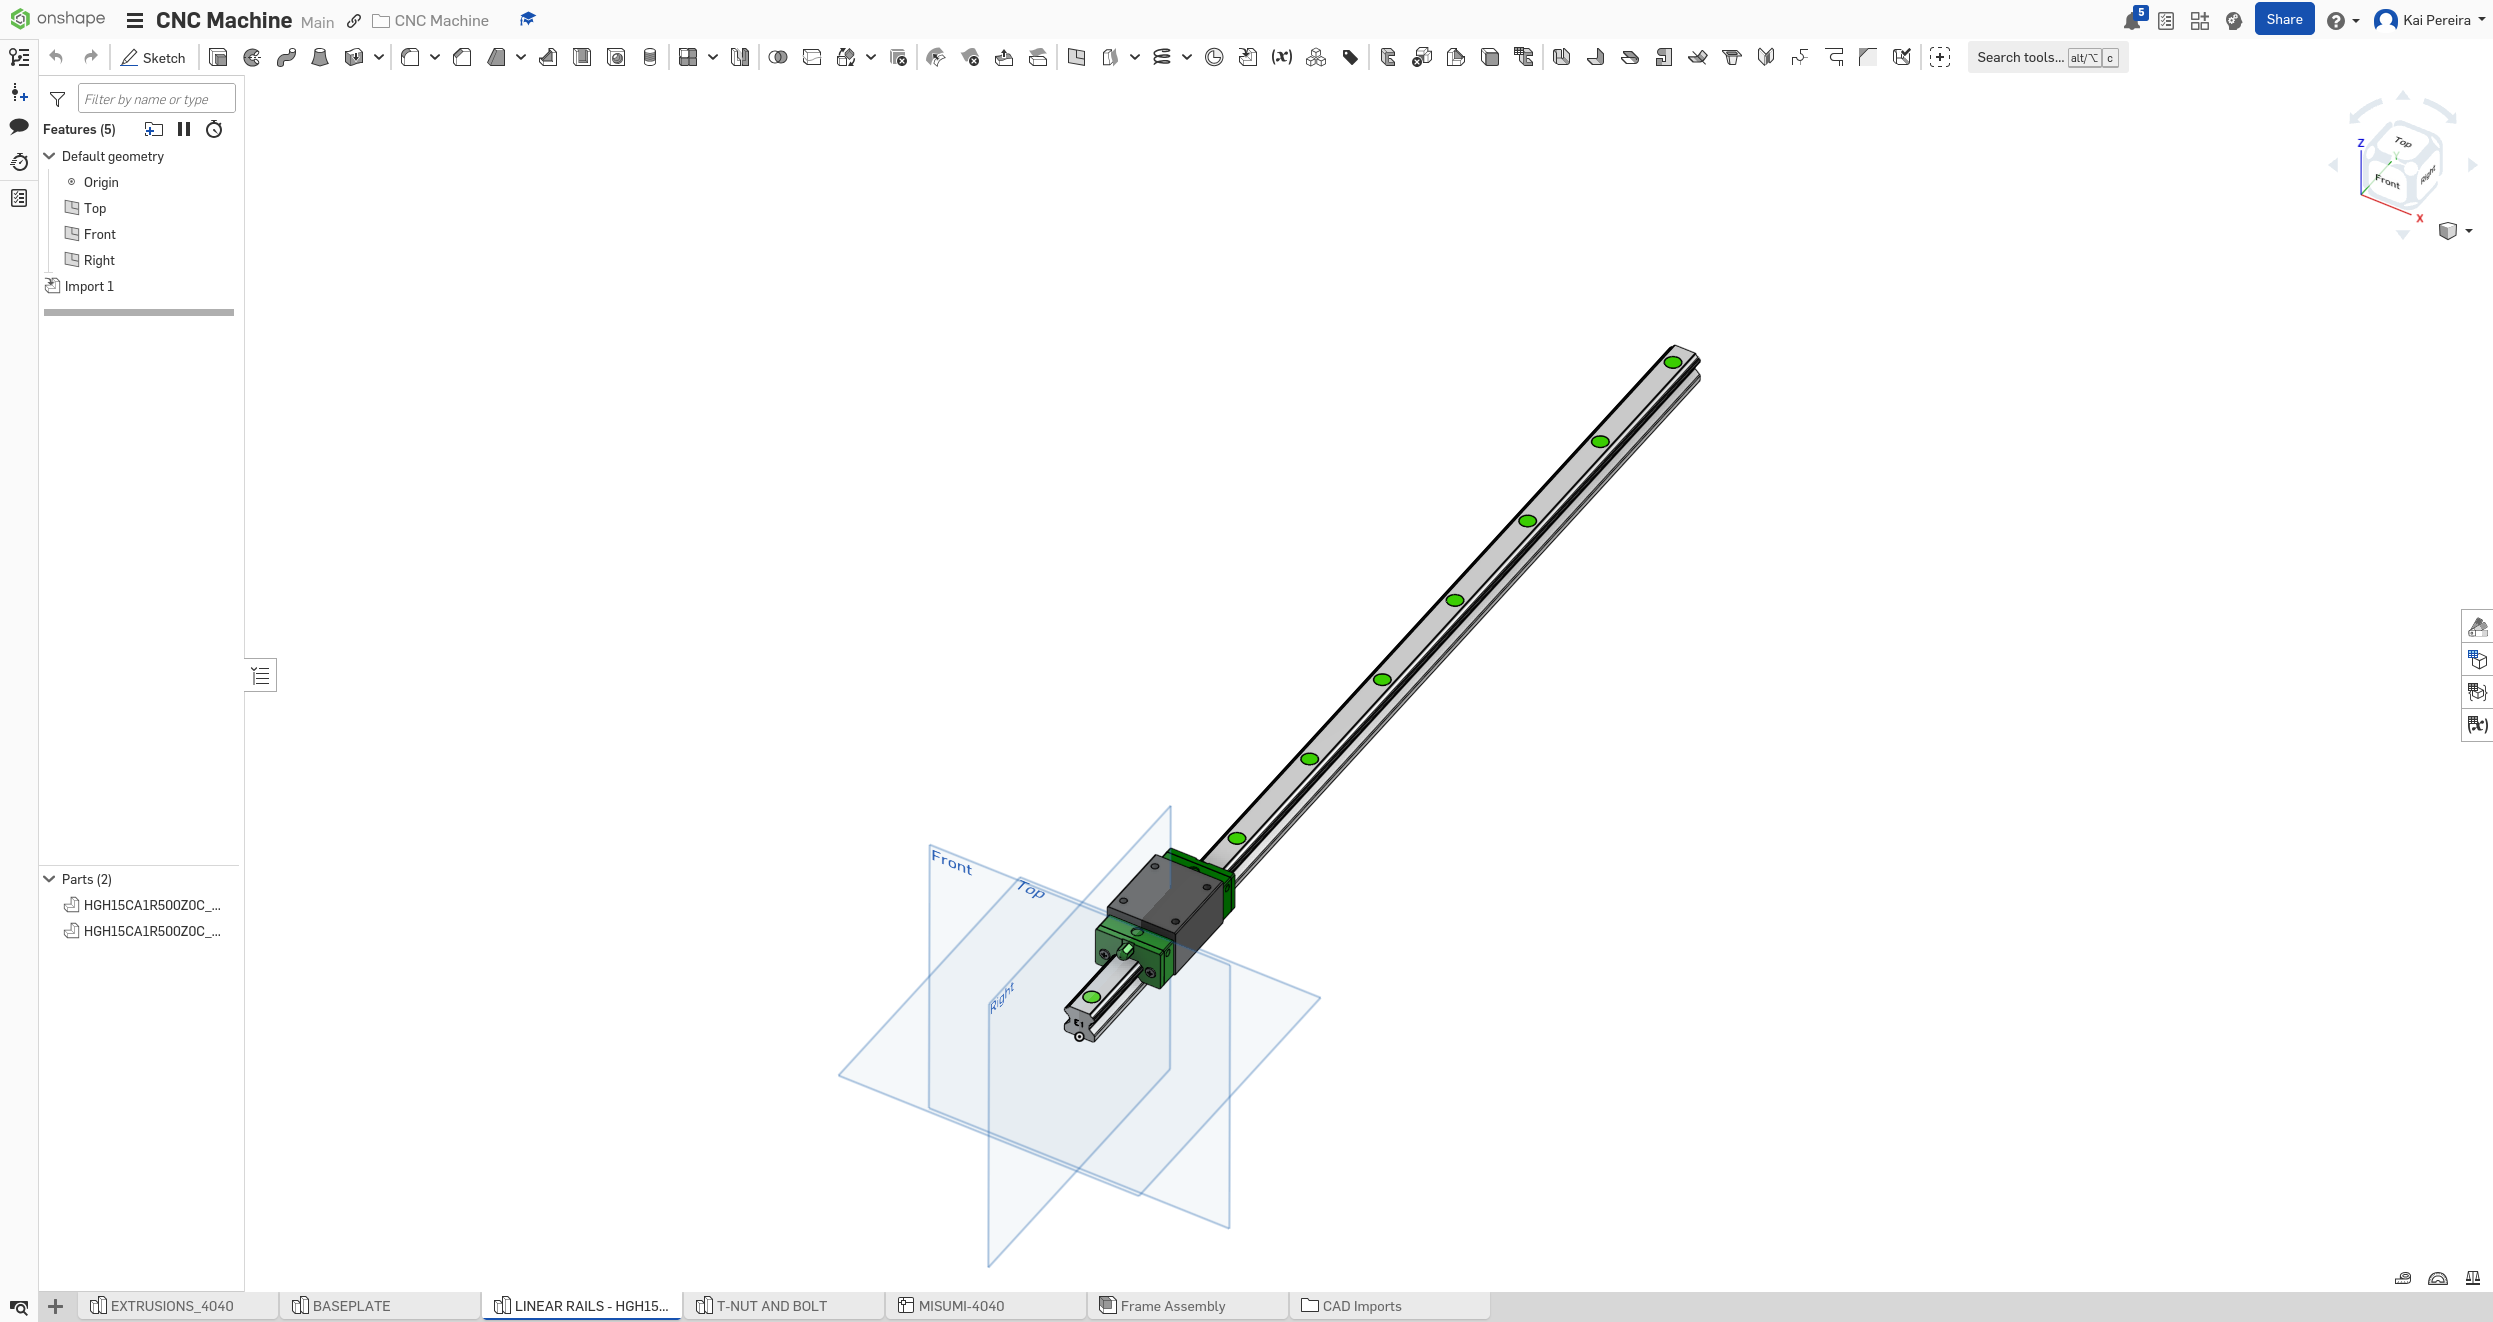 onshape
CNC Machine Main CNC Machine
5
Share
Kai Pereira
Sketch
Search tools... alt/⌥ c
Filter by name or type
Features (5)
Default geometry
Origin
Top
Front
Right
Import 1
Z
Top
Y
Front
Right
X
Front
Top
Right
E1
Parts (2)
HGH15CA1R500Z0C_...
HGH15CA1R500Z0C_...
EXTRUSIONS_4040
BASEPLATE
LINEAR RAILS - HGH15...
T-NUT AND BOLT
MISUMI-4040
Frame Assembly
CAD Imports